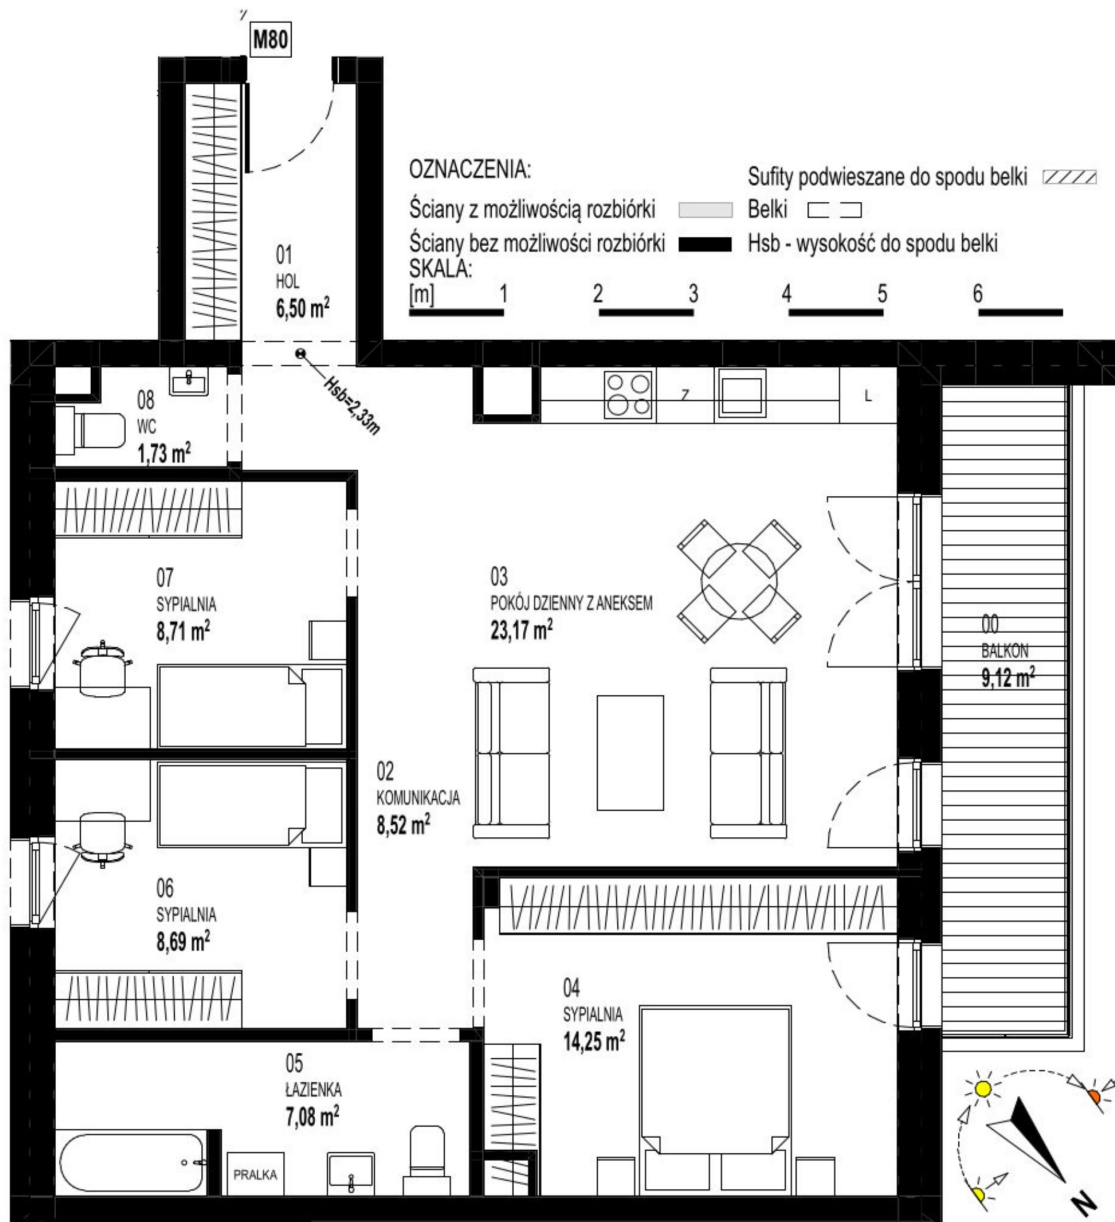 M80
OZNACZENIA:
Sufity podwieszane do spodu belki
Ściany z możliwością rozbiórki
Belki
Ściany bez możliwości rozbiórki
Hsb - wysokość do spodu belki
SKALA:
[m] 1 2 3 4 5 6
01
HOL
6,50 m²
Hsb=2,33m
08
WC
1,73 m²
Z
L
07
SYPIALNIA
8,71 m²
03
POKÓJ DZIENNY Z ANEKSEM
23,17 m²
00
BALKON
9,12 m²
02
KOMUNIKACJA
8,52 m²
06
SYPIALNIA
8,69 m²
04
SYPIALNIA
14,25 m²
05
ŁAZIENKA
7,08 m²
PRALKA
N